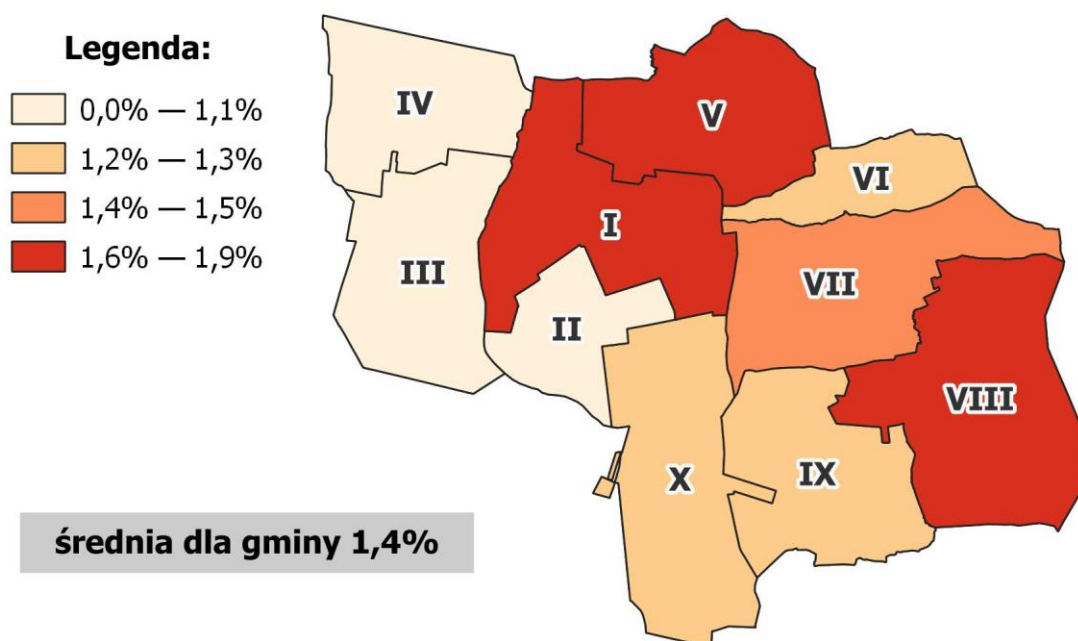 Legenda:
0,0% — 1,1%
1,2% — 1,3%
1,4% — 1,5%
1,6% — 1,9%
IV
V
VI
I
III
VII
II
VIII
IX
X
średnia dla gminy 1,4%